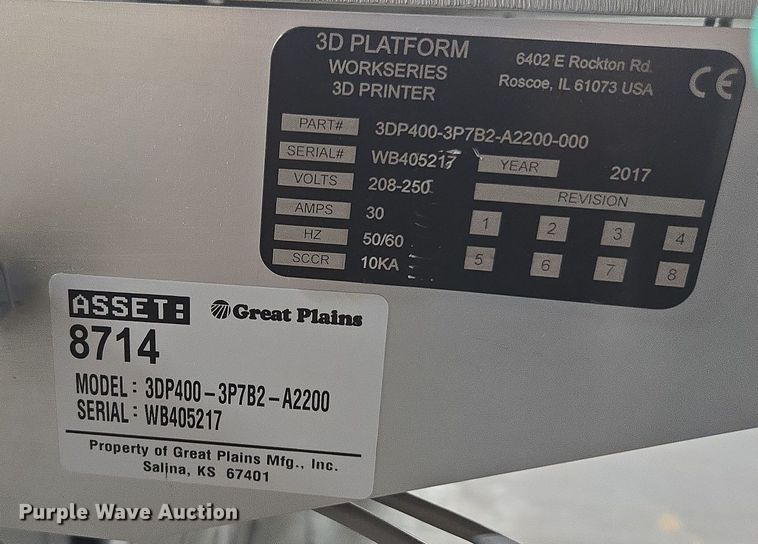 3D PLATFORM
WORKSERIES
3D PRINTER
6402 E Rockton Rd.
Roscoe, IL 61073 USA
CE
PART# 3DP400-3P7B2-A2200-000
SERIAL# WB405217 YEAR 2017
VOLTS 208-250
REVISION
AMPS 30
1 2 3 4
HZ 50/60
5 6 7 8
SCCR 10KA
ASSET: Great Plains
8714
MODEL: 3DP400-3P7B2-A2200
SERIAL: WB405217
Property of Great Plains Mfg., Inc.
Salina, KS 67401
Purple Wave Auction